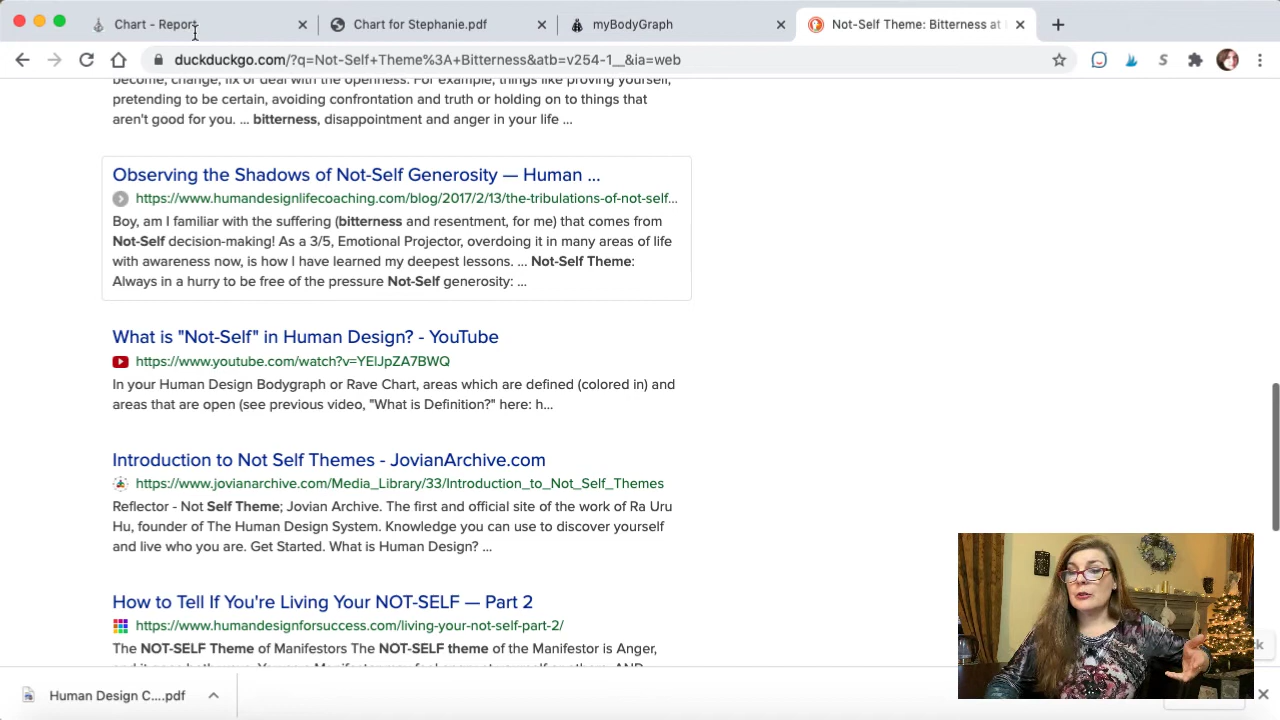 Chart - Report
Chart for Stephanie.pdf
myBodyGraph
Not-Self Theme: Bitterness at
duckduckgo.com/?q=Not-Self+Theme%3A+Bitterness&atb=v254-1__&ia=web
become, change, fix or deal with the openness. For example, things like proving yourself,
pretending to be certain, avoiding confrontation and truth or holding on to things that
aren't good for you. ... bitterness, disappointment and anger in your life ...
Observing the Shadows of Not-Self Generosity — Human ...
https://www.humandesignlifecoaching.com/blog/2017/2/13/the-tribulations-of-not-self...
Boy, am I familiar with the suffering (bitterness and resentment, for me) that comes from
Not-Self decision-making! As a 3/5, Emotional Projector, overdoing it in many areas of life
with awareness now, is how I have learned my deepest lessons. ... Not-Self Theme:
Always in a hurry to be free of the pressure Not-Self generosity: ...
What is "Not-Self" in Human Design? - YouTube
https://www.youtube.com/watch?v=YElJpZA7BWQ
In your Human Design Bodygraph or Rave Chart, areas which are defined (colored in) and
areas that are open (see previous video, "What is Definition?" here: h...
Introduction to Not Self Themes - JovianArchive.com
https://www.jovianarchive.com/Media_Library/33/Introduction_to_Not_Self_Themes
Reflector - Not Self Theme; Jovian Archive. The first and official site of the work of Ra Uru
Hu, founder of The Human Design System. Knowledge you can use to discover yourself
and live who you are. Get Started. What is Human Design? ...
How to Tell If You're Living Your NOT-SELF — Part 2
https://www.humandesignforsuccess.com/living-your-not-self-part-2/
The NOT-SELF Theme of Manifestors The NOT-SELF theme of the Manifestor is Anger,
Human Design C....pdf